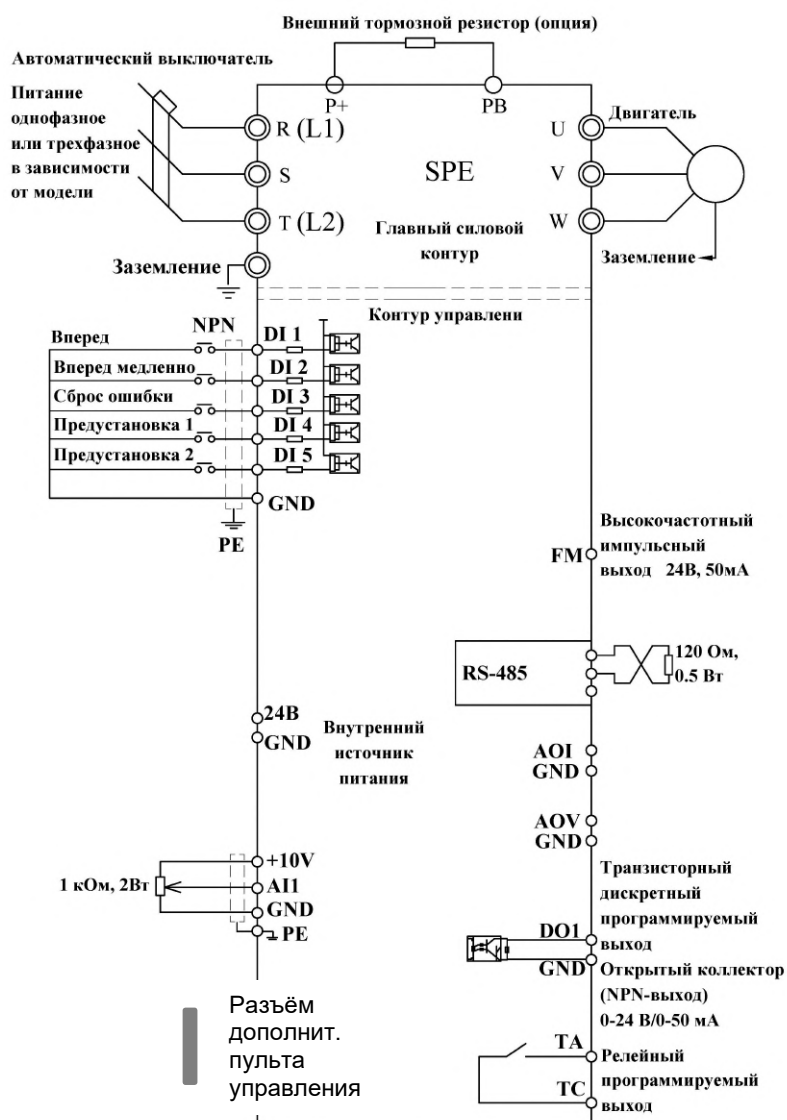 Внешний тормозной резистор (опция)
Автоматический выключатель
Питание
однофазное
или трехфазное
в зависимости
от модели
P+
PB
R (L1)
S
T (L2)
Заземление
SPE
Главный силовой
контур
U
V
W
Двигатель
Заземление
Контур управлени
NPN
Вперед
DI 1
Вперед медленно
DI 2
Сброс ошибки
DI 3
Предустановка 1
DI 4
Предустановка 2
DI 5
GND
PE
FM
Высокочастотный
импульсный
выход 24В, 50мА
RS-485
120 Ом,
0.5 Вт
24В
GND
Внутренний
источник
питания
AOI
GND
AOV
GND
1 кОм, 2Вт
+10V
AI1
GND
PE
DO1
GND
Транзисторный
дискретный
программируемый
выход
Открытый коллектор
(NPN-выход)
0-24 В/0-50 мА
Разъём
дополнит.
пульта
управления
TA
TC
Релейный
программируемый
выход